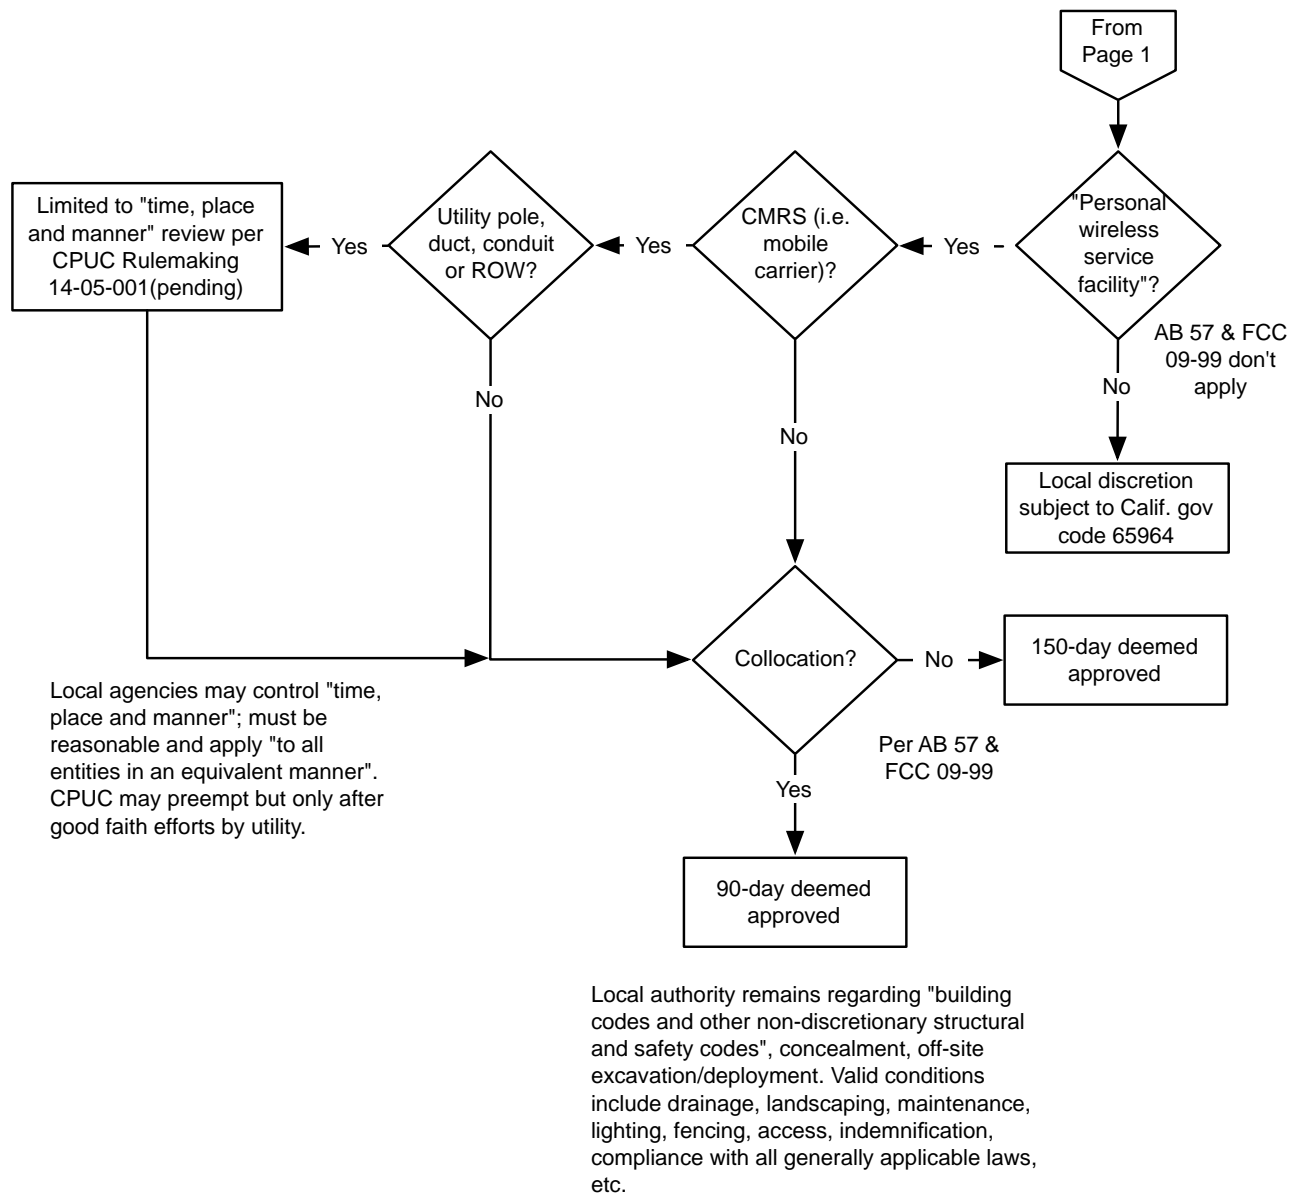 From
Page 1
"Personal
wireless
service
facility"?
Yes
CMRS (i.e.
mobile
carrier)?
Yes
Utility pole,
duct, conduit
or ROW?
Yes
Limited to "time, place
and manner" review per
CPUC Rulemaking
14-05-001(pending)
AB 57 & FCC
09-99 don't
apply
No
No
No
Local discretion
subject to Calif. gov
code 65964
Collocation?
No
150-day deemed
approved
Local agencies may control "time,
place and manner"; must be
reasonable and apply "to all
entities in an equivalent manner".
CPUC may preempt but only after
good faith efforts by utility.
Per AB 57 &
FCC 09-99
Yes
90-day deemed
approved
Local authority remains regarding "building
codes and other non-discretionary structural
and safety codes", concealment, off-site
excavation/deployment. Valid conditions
include drainage, landscaping, maintenance,
lighting, fencing, access, indemnification,
compliance with all generally applicable laws,
etc.